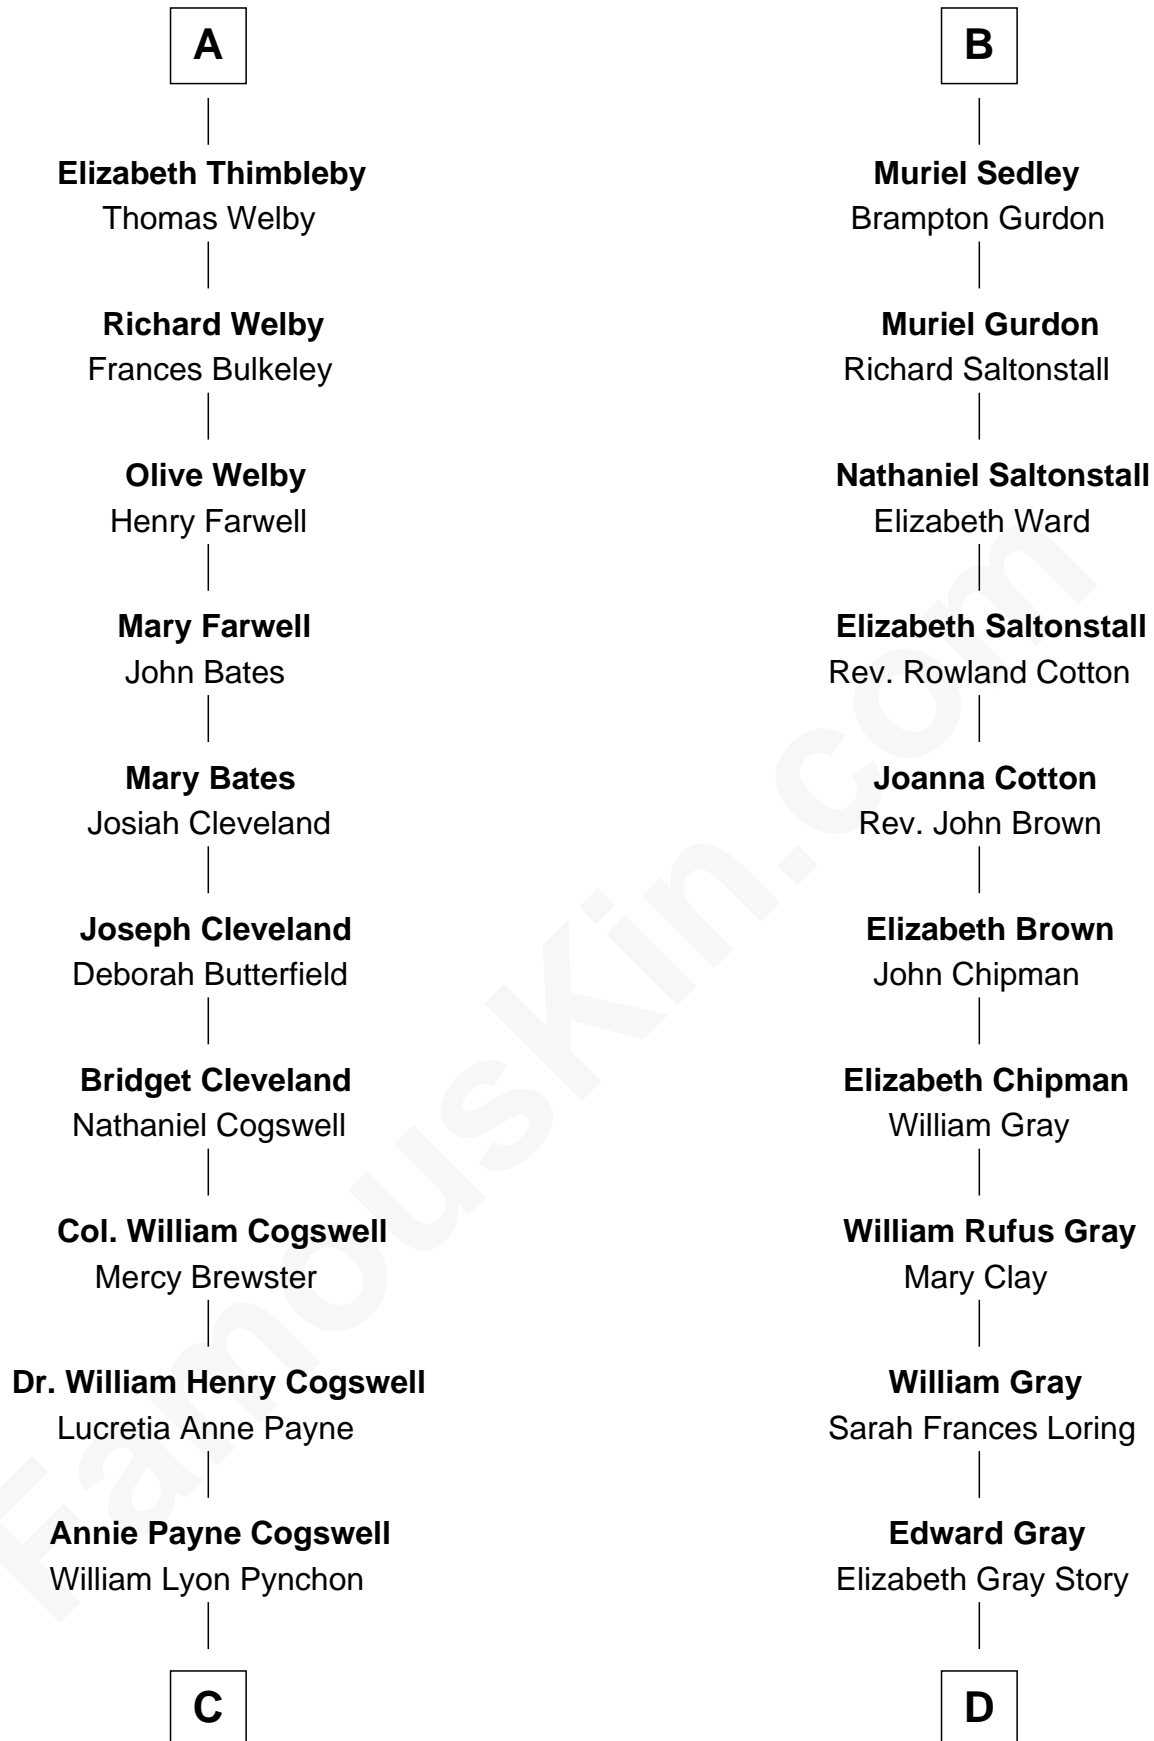 A
Elizabeth Thimbleby
Thomas Welby
Richard Welby
Frances Bulkeley
Olive Welby
Henry Farwell
Mary Farwell
John Bates
Mary Bates
Josiah Cleveland
Joseph Cleveland
Deborah Butterfield
Bridget Cleveland
Nathaniel Cogswell
Col. William Cogswell
Mercy Brewster
Dr. William Henry Cogswell
Lucretia Anne Payne
Annie Payne Cogswell
William Lyon Pynchon
C
B
Muriel Sedley
Brampton Gurdon
Muriel Gurdon
Richard Saltonstall
Nathaniel Saltonstall
Elizabeth Ward
Elizabeth Saltonstall
Rev. Rowland Cotton
Joanna Cotton
Rev. John Brown
Elizabeth Brown
John Chipman
Elizabeth Chipman
William Gray
William Rufus Gray
Mary Clay
William Gray
Sarah Frances Loring
Edward Gray
Elizabeth Gray Story
D
FamousKin.com